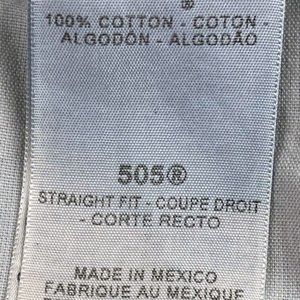 ®
100% COTTON - COTON -
ALGODÓN - ALGODÃO
505®
STRAIGHT FIT - COUPE DROIT
- CORTE RECTO
MADE IN MEXICO
FABRIQUE AU MEXIQUE